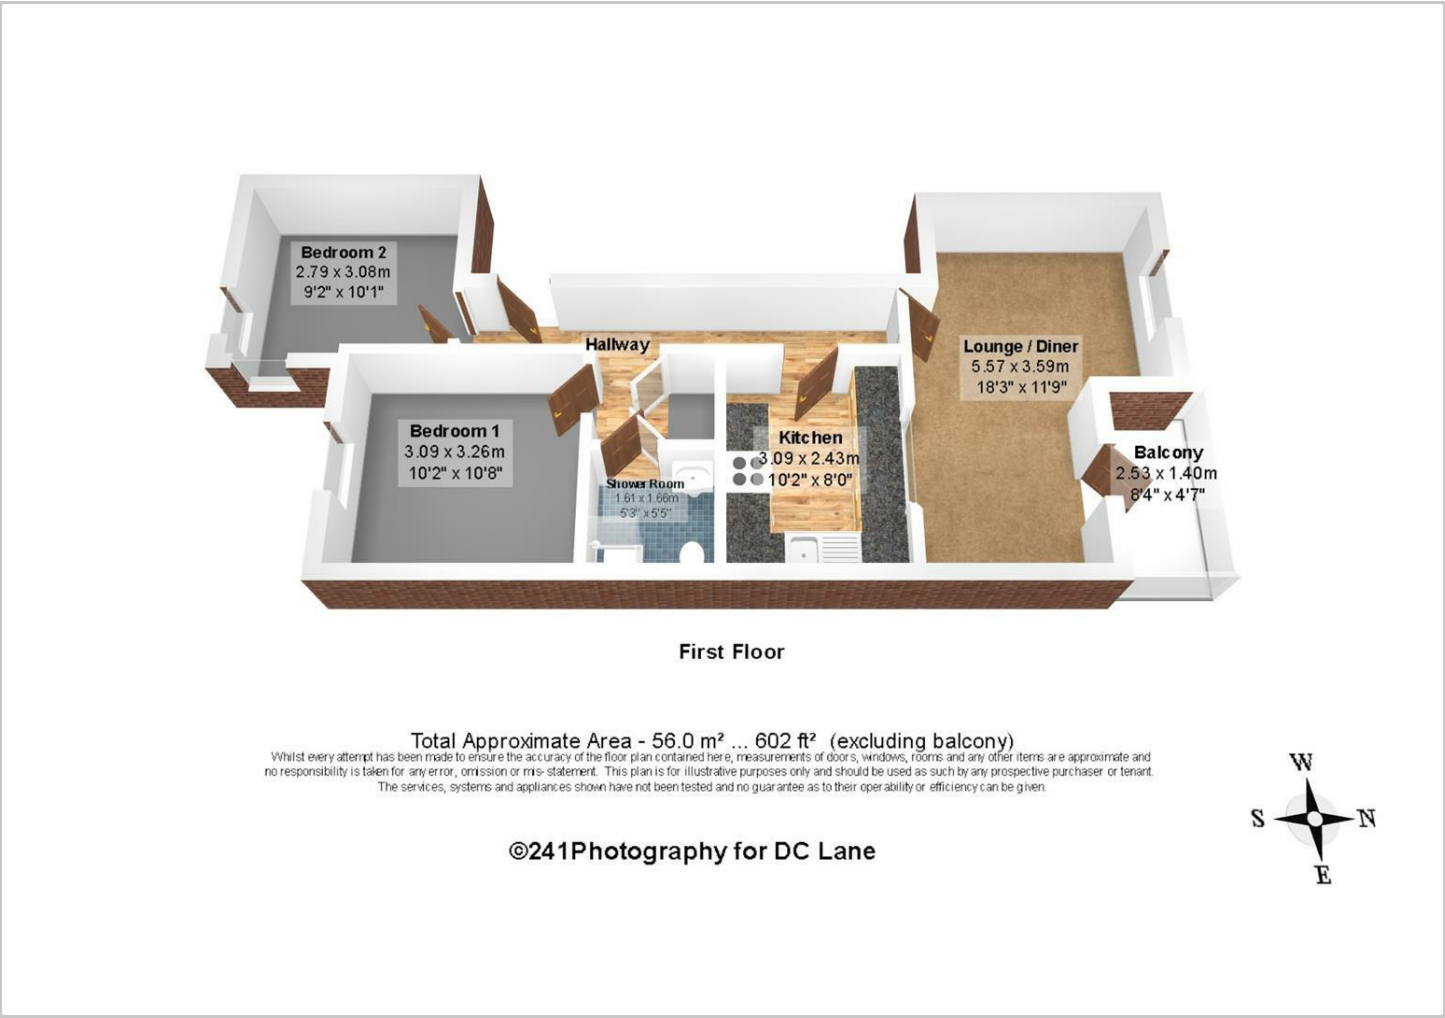 Bedroom 2
2.79 x 3.08m
9'2" x 10'1"
Hallway
Lounge / Diner
5.57 x 3.59m
18'3" x 11'9"
Bedroom 1
3.09 x 3.26m
10'2" x 10'8"
Kitchen
3.09 x 2.43m
10'2" x 8'0"
Balcony
2.53 x 1.40m
8'4" x 4'7"
Shower Room
1.61 x 1.66m
5'3" x 5'5"
First Floor
Total Approximate Area - 56.0 m² ... 602 ft² (excluding balcony)
Whilst every attempt has been made to ensure the accuracy of the floor plan contained here, measurements of doors, windows, rooms and any other items are approximate and
no responsibility is taken for any error, omission or mis- statement. This plan is for illustrative purposes only and should be used as such by any prospective purchaser or tenant.
The services, systems and appliances shown have not been tested and no guarantee as to their operability or efficiency can be given.
©241Photography for DC Lane
W
S N
E